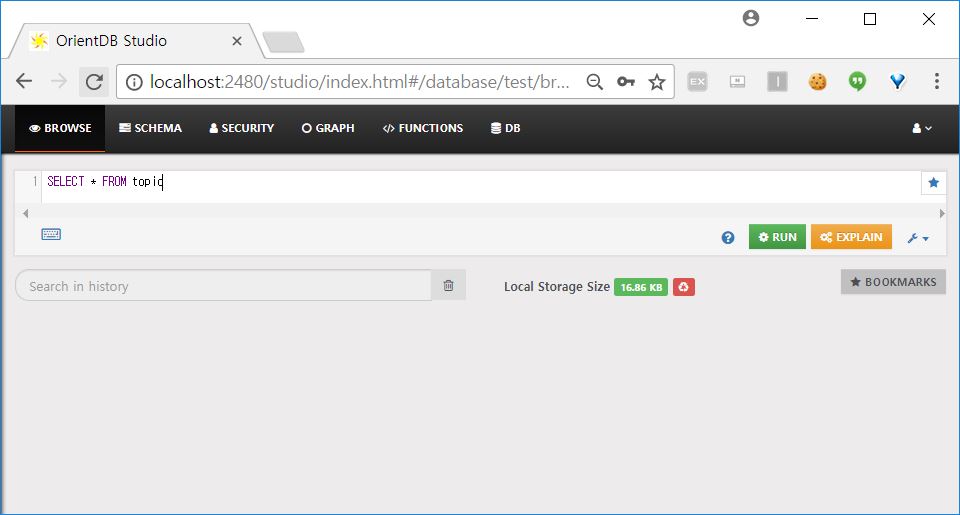 OrientDB Studio
localhost:2480/studio/index.html#/database/test/br...
EX
BROWSE SCHEMA SECURITY GRAPH FUNCTIONS DB
1 SELECT * FROM topic
RUN EXPLAIN
Search in history Local Storage Size 16.86 KB BOOKMARKS